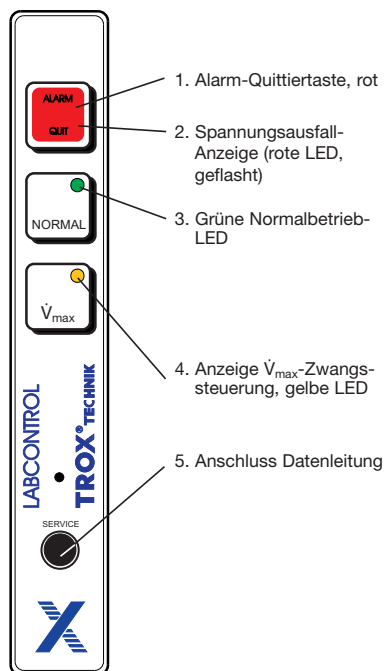 ALARM
QUIT
NORMAL
V̇max
LABCONTROL
TROX® TECHNIK
SERVICE
1. Alarm-Quittiertaste, rot
2. Spannungsausfall-
Anzeige (rote LED,
geflasht)
3. Grüne Normalbetrieb-
LED
4. Anzeige V̇max-Zwangs-
steuerung, gelbe LED
5. Anschluss Datenleitung